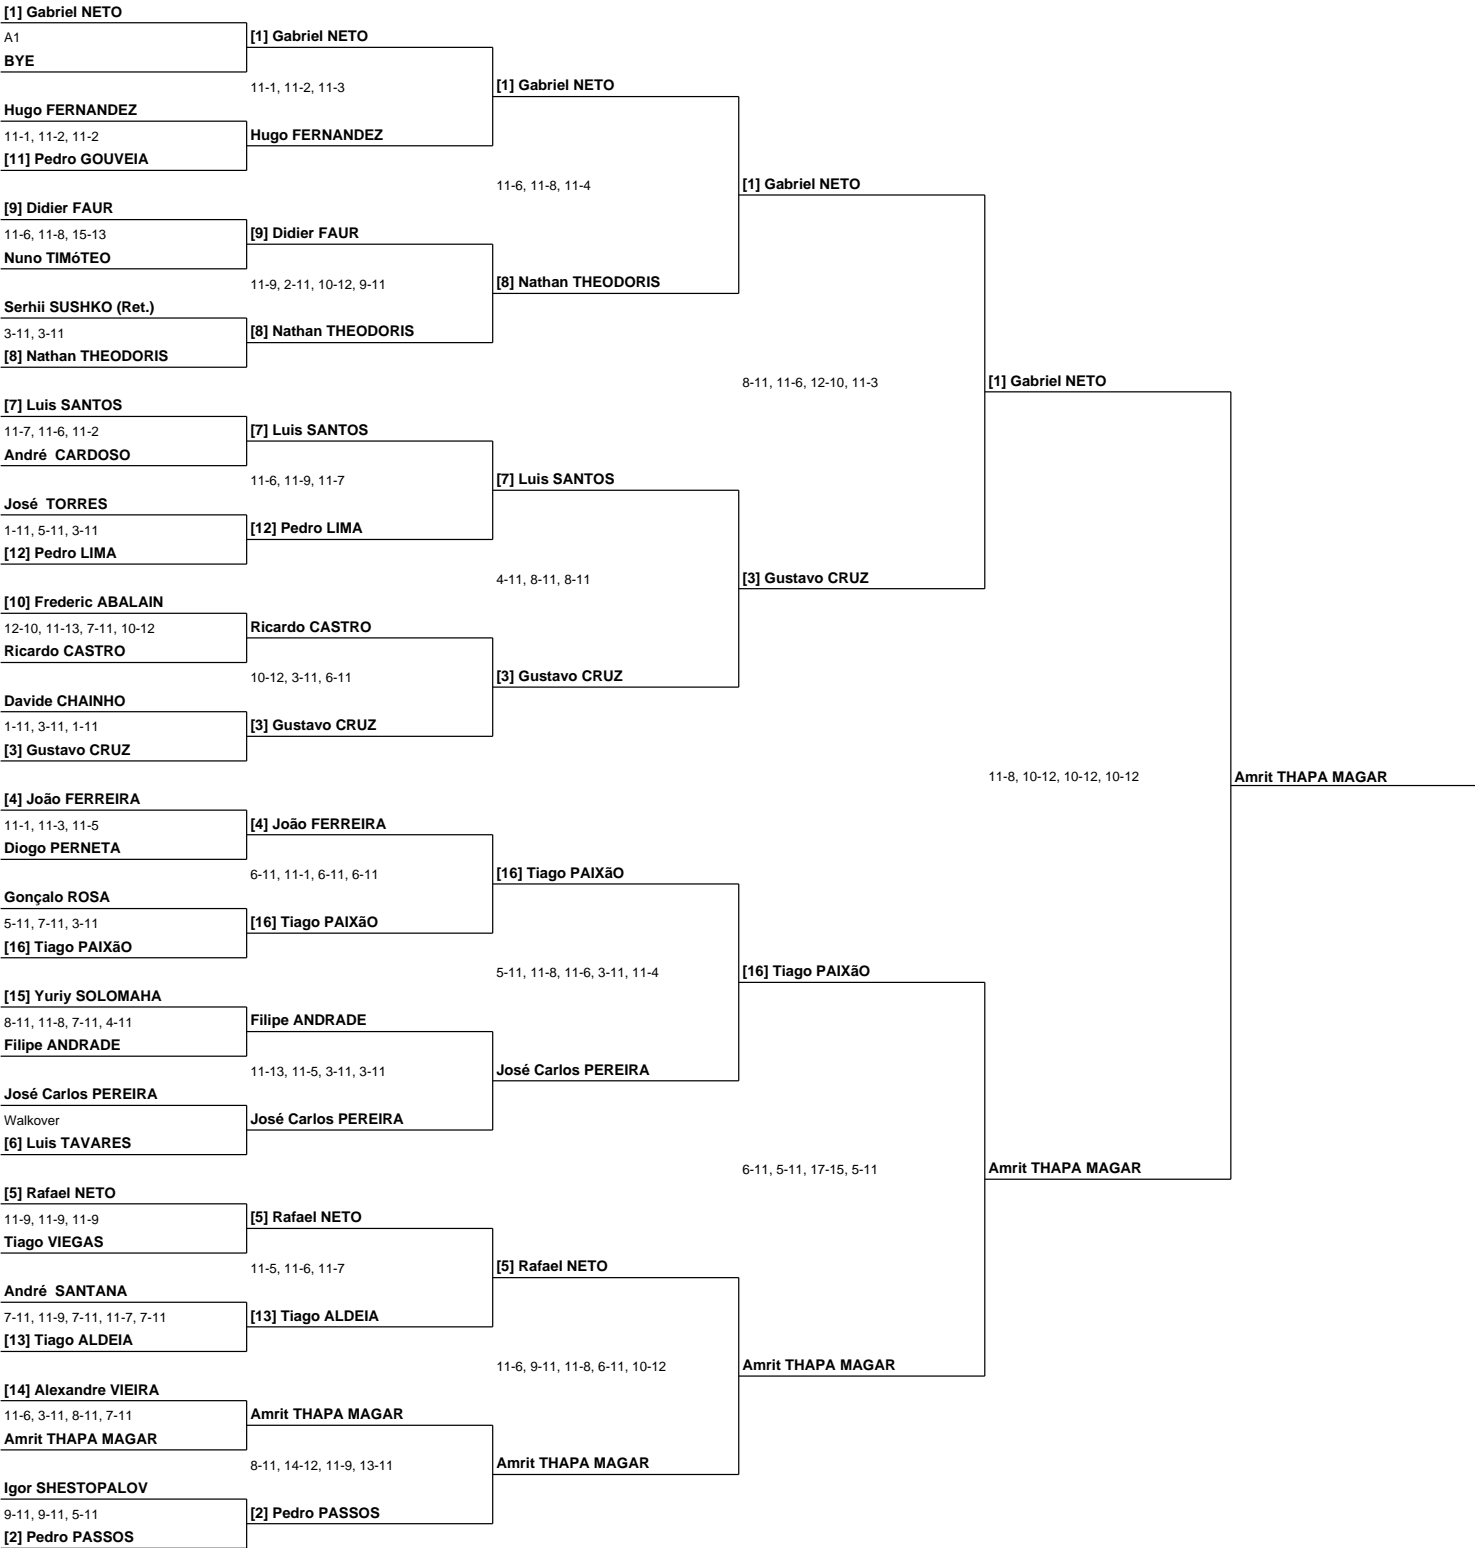 [1] Gabriel NETO
A1
BYE
Hugo FERNANDEZ
11-1, 11-2, 11-2
[11] Pedro GOUVEIA
[9] Didier FAUR
11-6, 11-8, 15-13
Nuno TIMóTEO
Serhii SUSHKO (Ret.)
3-11, 3-11
[8] Nathan THEODORIS
[7] Luis SANTOS
11-7, 11-6, 11-2
André  CARDOSO
José  TORRES
1-11, 5-11, 3-11
[12] Pedro LIMA
[10] Frederic ABALAIN
12-10, 11-13, 7-11, 10-12
Ricardo CASTRO
Davide CHAINHO
1-11, 3-11, 1-11
[3] Gustavo CRUZ
[4] João FERREIRA
11-1, 11-3, 11-5
Diogo PERNETA
Gonçalo ROSA
5-11, 7-11, 3-11
[16] Tiago PAIXãO
[15] Yuriy SOLOMAHA
8-11, 11-8, 7-11, 4-11
Filipe ANDRADE
José Carlos PEREIRA
Walkover
[6] Luis TAVARES
[5] Rafael NETO
11-9, 11-9, 11-9
Tiago VIEGAS
André  SANTANA
7-11, 11-9, 7-11, 11-7, 7-11
[13] Tiago ALDEIA
[14] Alexandre VIEIRA
11-6, 3-11, 8-11, 7-11
Amrit THAPA MAGAR
Igor SHESTOPALOV
9-11, 9-11, 5-11
[2] Pedro PASSOS
[1] Gabriel NETO
11-1, 11-2, 11-3
Hugo FERNANDEZ
[9] Didier FAUR
11-9, 2-11, 10-12, 9-11
[8] Nathan THEODORIS
[7] Luis SANTOS
11-6, 11-9, 11-7
[12] Pedro LIMA
Ricardo CASTRO
10-12, 3-11, 6-11
[3] Gustavo CRUZ
[4] João FERREIRA
6-11, 11-1, 6-11, 6-11
[16] Tiago PAIXãO
Filipe ANDRADE
11-13, 11-5, 3-11, 3-11
José Carlos PEREIRA
[5] Rafael NETO
11-5, 11-6, 11-7
[13] Tiago ALDEIA
Amrit THAPA MAGAR
8-11, 14-12, 11-9, 13-11
[2] Pedro PASSOS
[1] Gabriel NETO
11-6, 11-8, 11-4
[8] Nathan THEODORIS
[7] Luis SANTOS
4-11, 8-11, 8-11
[3] Gustavo CRUZ
[16] Tiago PAIXãO
5-11, 11-8, 11-6, 3-11, 11-4
José Carlos PEREIRA
[5] Rafael NETO
11-6, 9-11, 11-8, 6-11, 10-12
Amrit THAPA MAGAR
[1] Gabriel NETO
8-11, 11-6, 12-10, 11-3
[3] Gustavo CRUZ
[16] Tiago PAIXãO
6-11, 5-11, 17-15, 5-11
Amrit THAPA MAGAR
[1] Gabriel NETO
11-8, 10-12, 10-12, 10-12
Amrit THAPA MAGAR
Amrit THAPA MAGAR